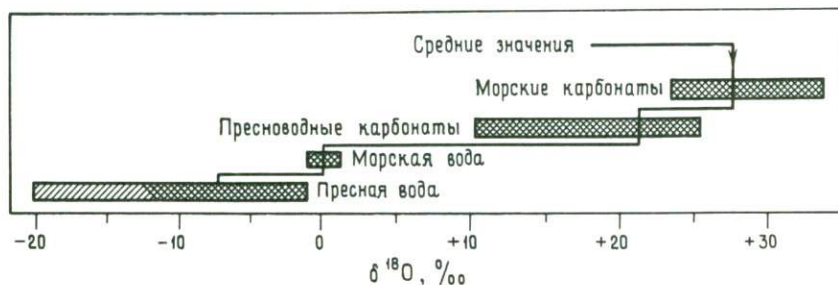 Средние значения
Морские карбонаты
Пресноводные карбонаты
Морская вода
Пресная вода
−20 −10 0 +10 +20 +30
δ ¹⁸O, ‰